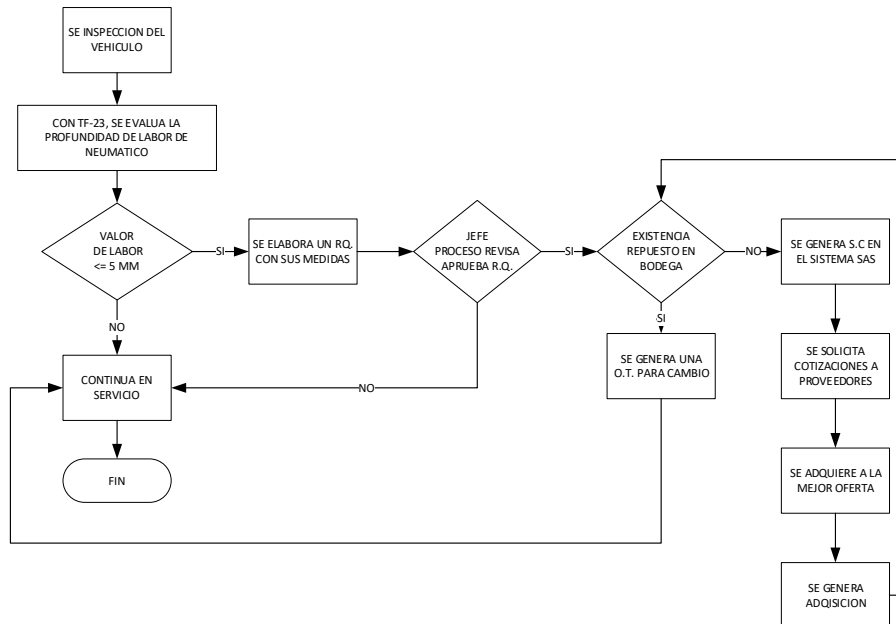 SE INSPECCION DEL
VEHICULO
CON TF-23, SE EVALUA LA
PROFUNDIDAD DE LABOR DE
NEUMATICO
VALOR
DE LABOR
<= 5 MM
SI
SE ELABORA UN RQ.
CON SUS MEDIDAS
JEFE
PROCESO REVISA
APRUEBA R.Q.
SI
EXISTENCIA
REPUESTO EN
BODEGA
NO
SE GENERA S.C EN
EL SISTEMA SAS
NO
SI
CONTINUA EN
SERVICIO
NO
SE GENERA UNA
O.T. PARA CAMBIO
SE SOLICITA
COTIZACIONES A
PROVEEDORES
FIN
SE ADQUIERE A LA
MEJOR OFERTA
SE GENERA
ADQISICION